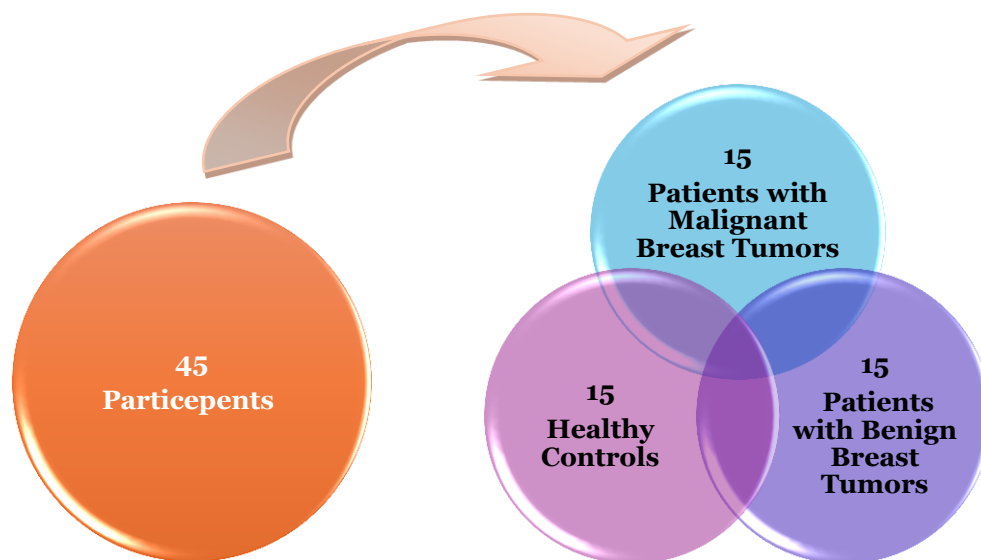 45
Particepents
15
Patients with
Malignant
Breast Tumors
15
Healthy
Controls
15
Patients
with Benign
Breast
Tumors